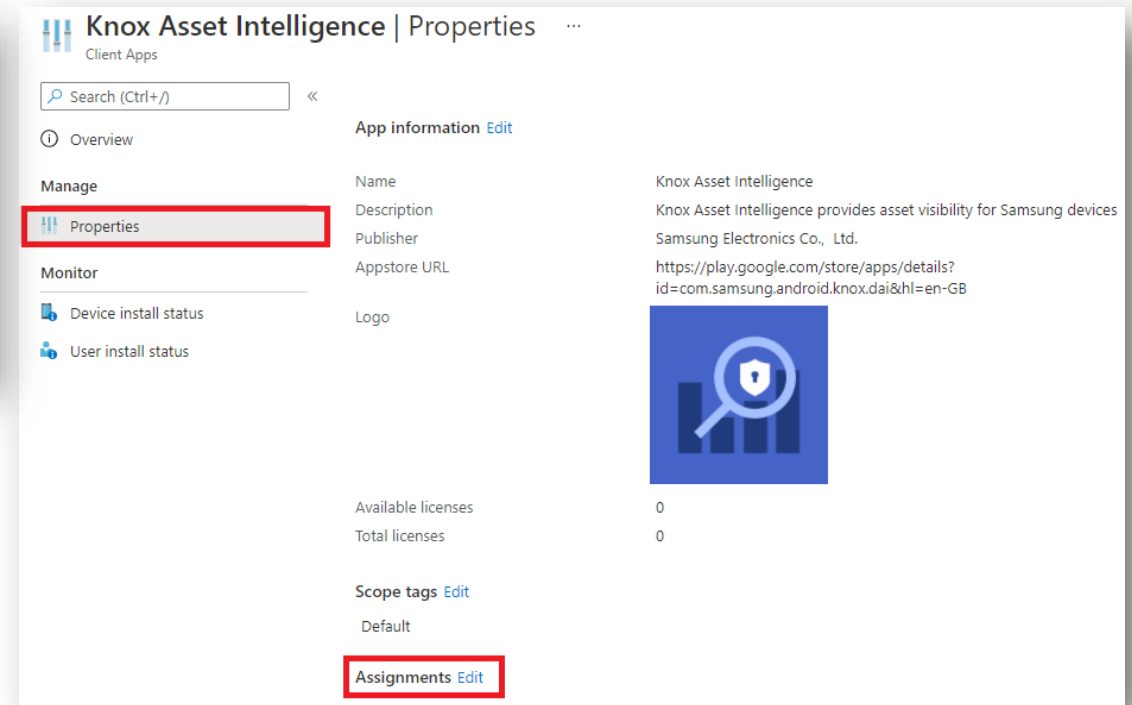 Knox Asset Intelligence | Properties ...
Client Apps
Search (Ctrl+/)
«
Overview
Manage
Properties
Monitor
Device install status
User install status
App information Edit
Name Knox Asset Intelligence
Description Knox Asset Intelligence provides asset visibility for Samsung devices
Publisher Samsung Electronics Co., Ltd.
Appstore URL https://play.google.com/store/apps/details?
id=com.samsung.android.knox.dai&hl=en-GB
Logo
Available licenses 0
Total licenses 0
Scope tags Edit
Default
Assignments Edit